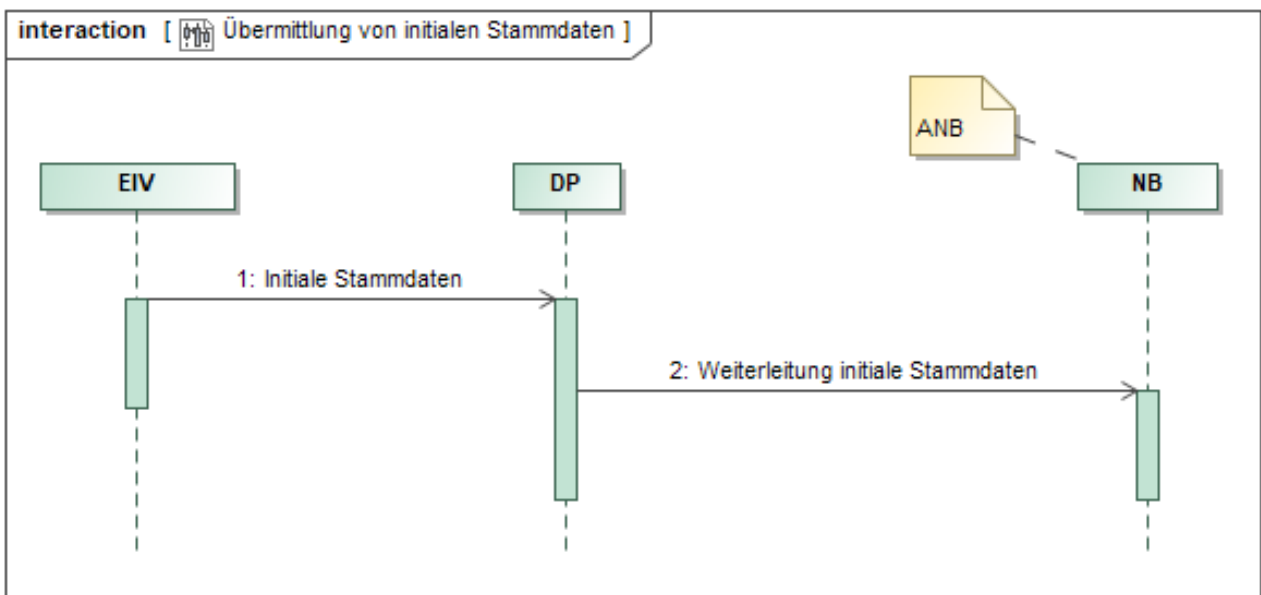 interaction [ Übermittlung von initialen Stammdaten ]
ANB
EIV
DP
NB
1: Initiale Stammdaten
2: Weiterleitung initiale Stammdaten